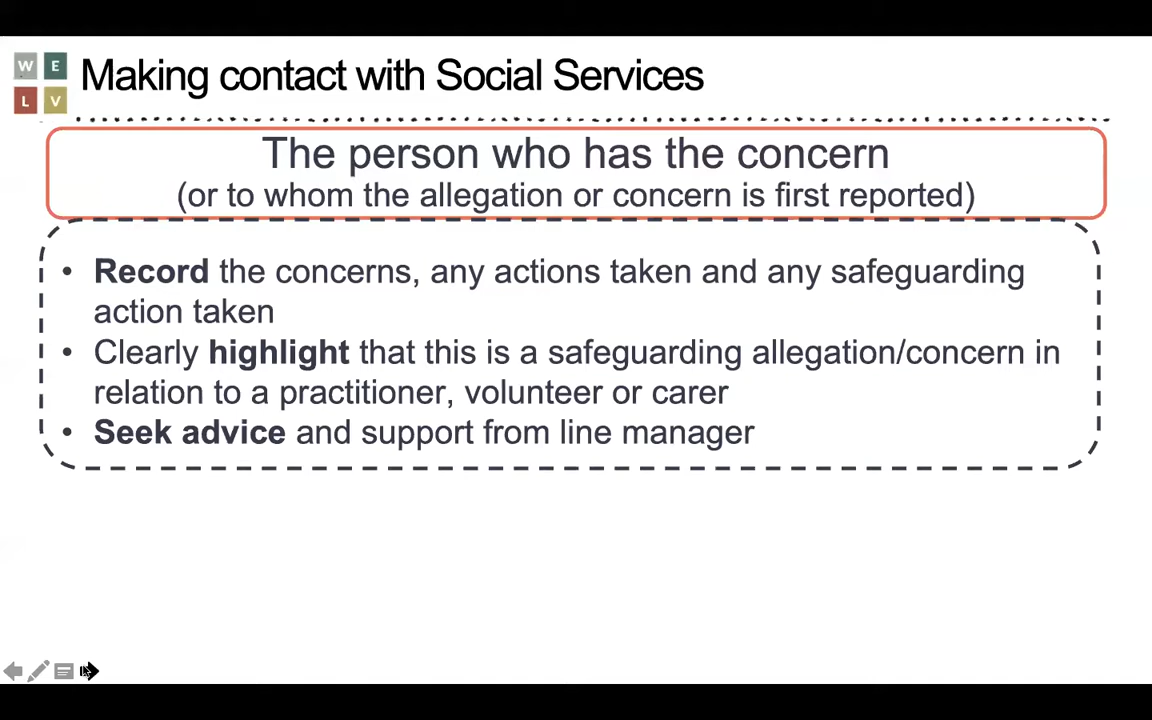 W E
L V
Making contact with Social Services
The person who has the concern
(or to whom the allegation or concern is first reported)
• Record the concerns, any actions taken and any safeguarding
action taken
• Clearly highlight that this is a safeguarding allegation/concern in
relation to a practitioner, volunteer or carer
• Seek advice and support from line manager